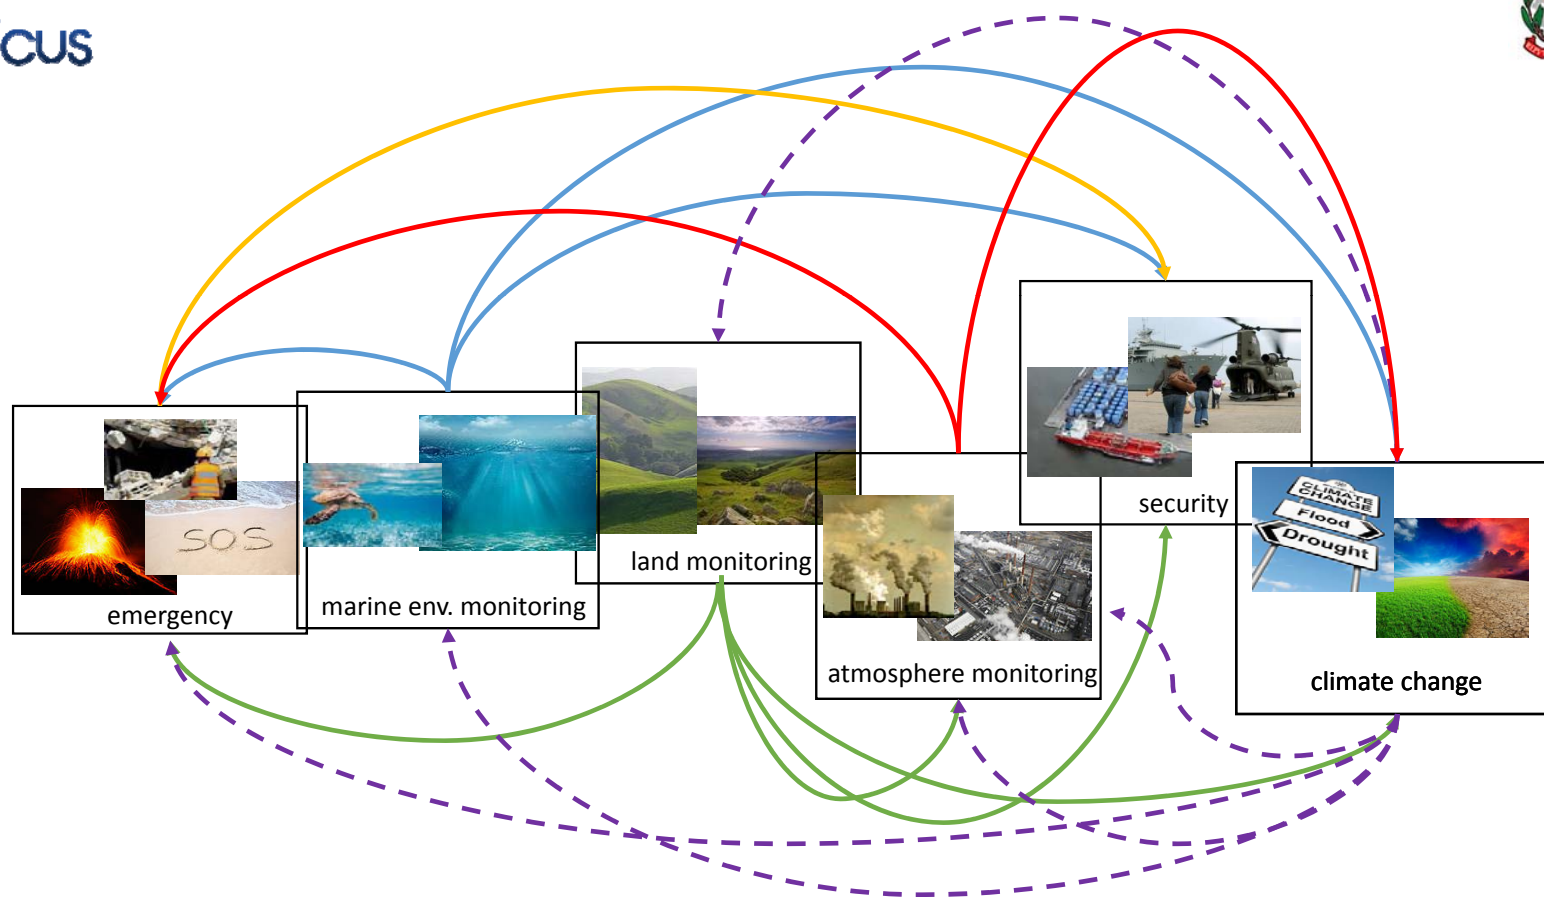 cus
SOS
CLIMATE
CHANGE
Flood
Drought
security
land monitoring
marine env. monitoring
emergency
atmosphere monitoring
climate change